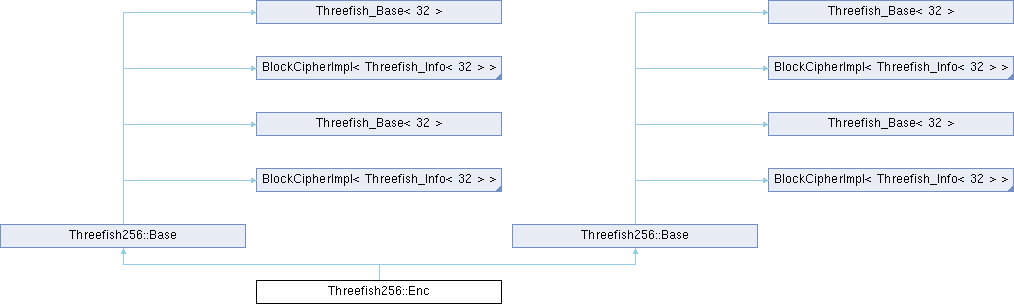 Threefish_Base< 32 >
Threefish_Base< 32 >
BlockCipherImpl< Threefish_Info< 32 > >
BlockCipherImpl< Threefish_Info< 32 > >
Threefish_Base< 32 >
Threefish_Base< 32 >
BlockCipherImpl< Threefish_Info< 32 > >
BlockCipherImpl< Threefish_Info< 32 > >
Threefish256::Base
Threefish256::Base
Threefish256::Enc